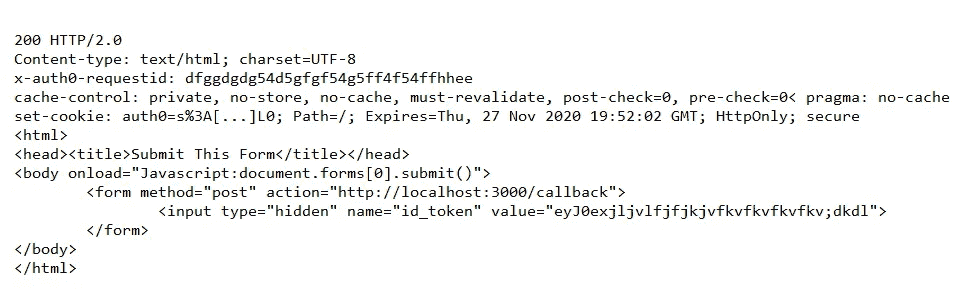 200 HTTP/2.0
Content-type: text/html; charset=UTF-8
x-auth0-requestid: dfggdgdg54d5gfgf54g5ff4f54ffhhee
cache-control: private, no-store, no-cache, must-revalidate, post-check=0, pre-check=0< pragma: no-cache
set-cookie: auth0=s%3A[...]L0; Path=/; Expires=Thu, 27 Nov 2020 19:52:02 GMT; HttpOnly; secure
<html>
<head><title>Submit This Form</title></head>
<body onload="Javascript:document.forms[0].submit()">
<form method="post" action="http://localhost:3000/callback">
<input type="hidden" name="id_token" value="eyJ0exjljvlfjfjkjvfkvfkvfkvfkv;dkdl">
</form>
</body>
</html>